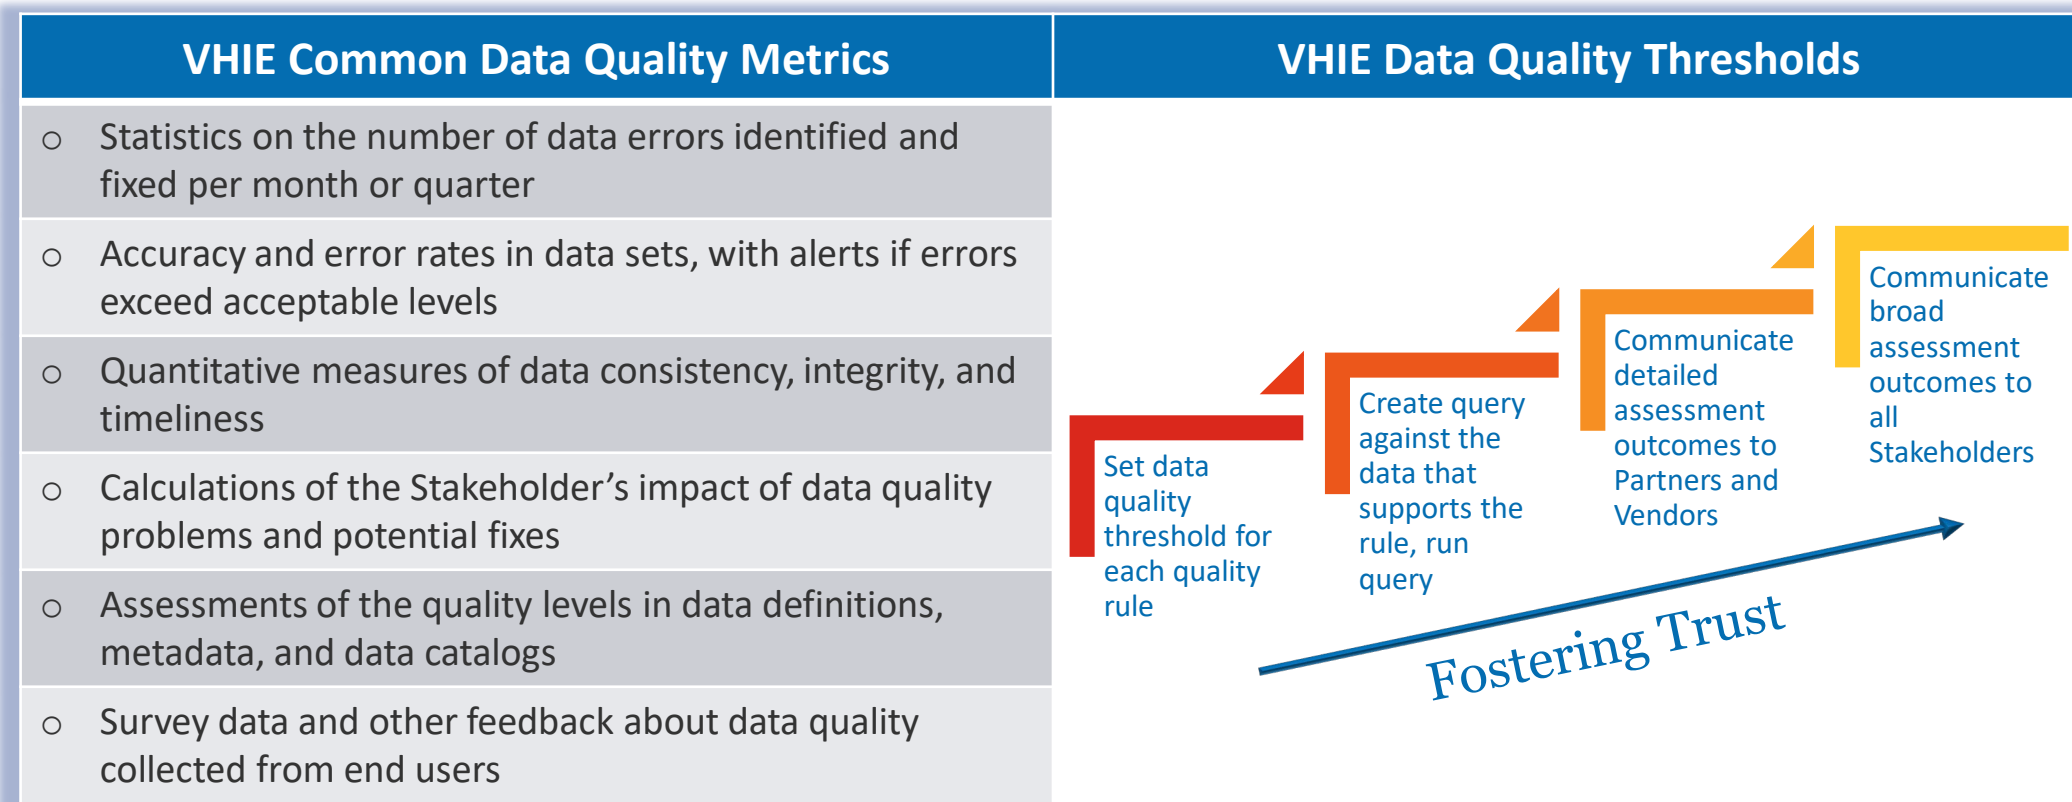 VHIE Common Data Quality Metrics
VHIE Data Quality Thresholds
o Statistics on the number of data errors identified and
fixed per month or quarter
o Accuracy and error rates in data sets, with alerts if errors
exceed acceptable levels
o Quantitative measures of data consistency, integrity, and
timeliness
o Calculations of the Stakeholder’s impact of data quality
problems and potential fixes
o Assessments of the quality levels in data definitions,
metadata, and data catalogs
o Survey data and other feedback about data quality
collected from end users
Set data
quality
threshold for
each quality
rule
Create query
against the
data that
supports the
rule, run
query
Communicate
detailed
assessment
outcomes to
Partners and
Vendors
Communicate
broad
assessment
outcomes to
all
Stakeholders
Fostering Trust